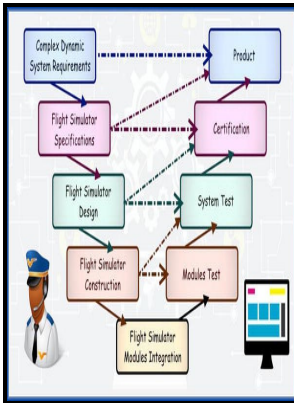 Complex Dynamic
System Requirements
Product
Flight Simulator
Specifications
Certification
Flight Simulator
Design
System Test
Flight Simulator
Construction
Modules Test
Flight Simulator
Modules Integration